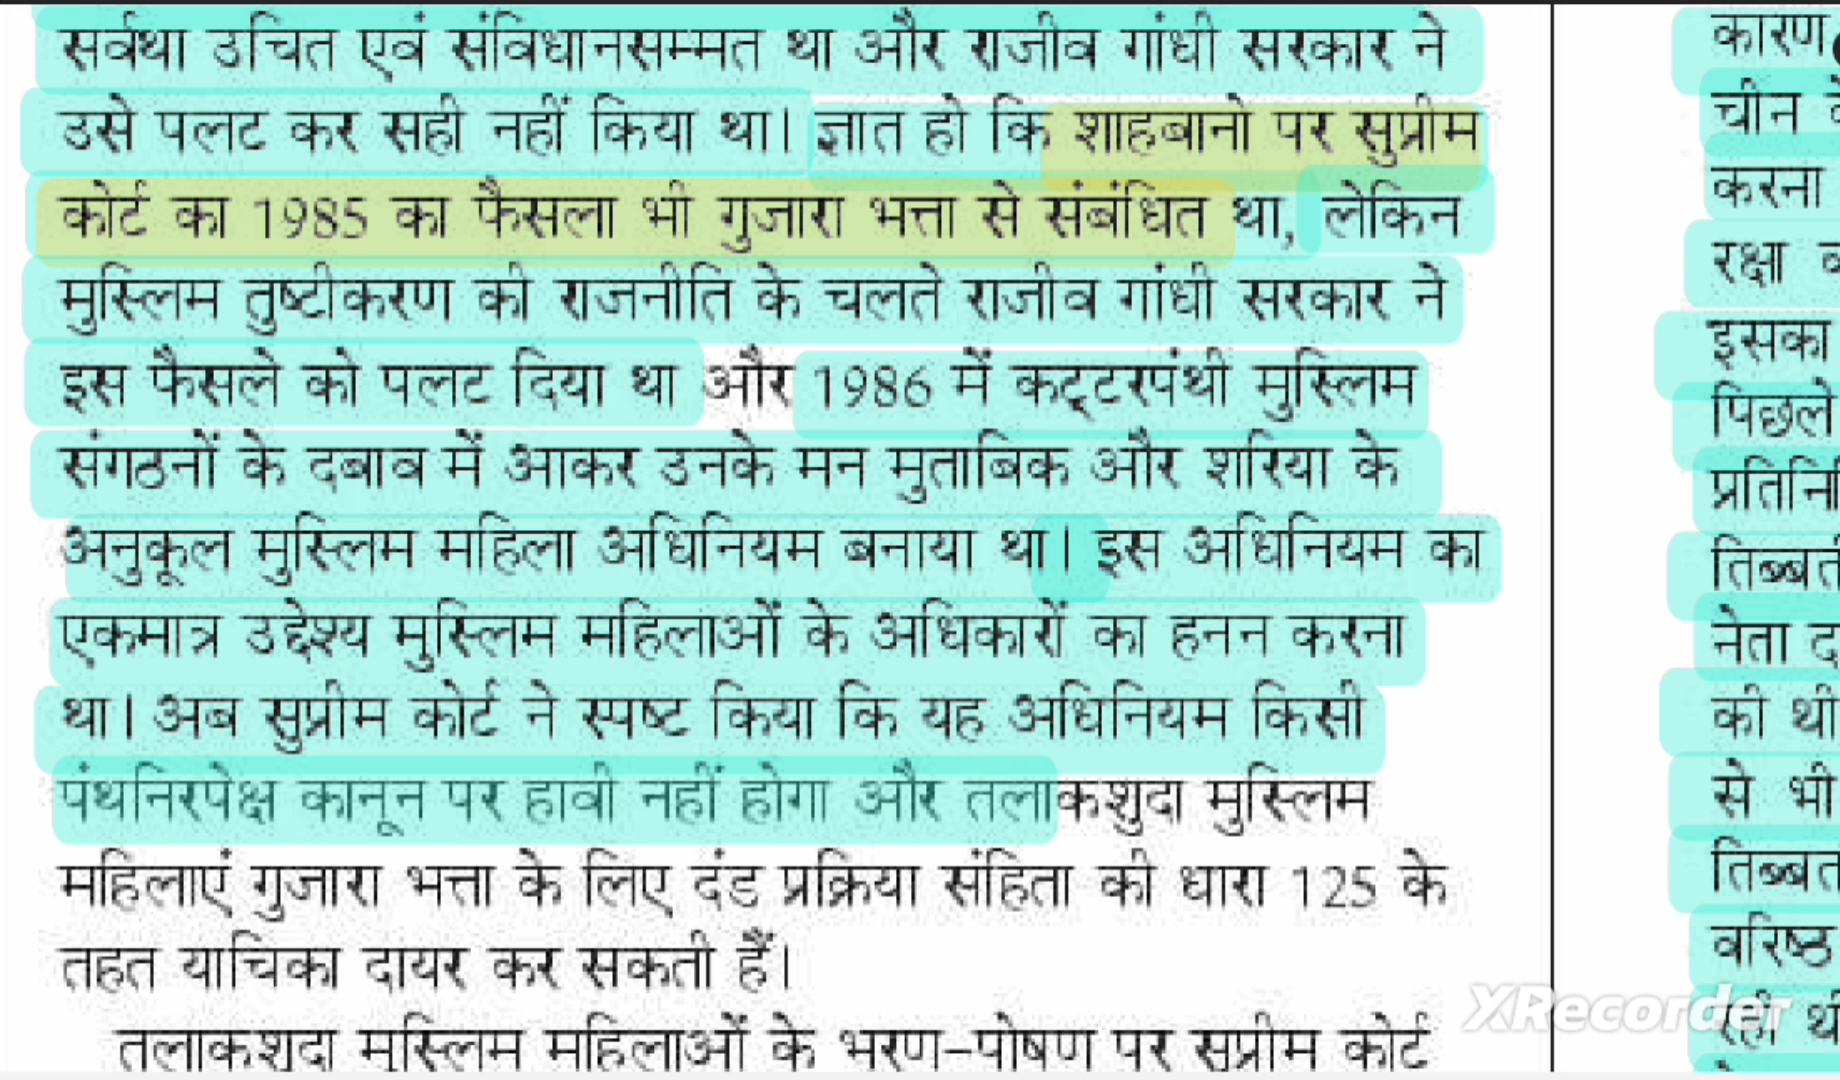 सर्वथा उचित एवं संविधानसम्मत था और राजीव गांधी सरकार ने
उसे पलट कर सही नहीं किया था। ज्ञात हो कि शाहबानो पर सुप्रीम
कोर्ट का 1985 का फैसला भी गुजारा भत्ता से संबंधित था, लेकिन
मुस्लिम तुष्टीकरण की राजनीति के चलते राजीव गांधी सरकार ने
इस फैसले को पलट दिया था और 1986 में कट्टरपंथी मुस्लिम
संगठनों के दबाव में आकर उनके मन मुताबिक और शरिया के
अनुकूल मुस्लिम महिला अधिनियम बनाया था। इस अधिनियम का
एकमात्र उद्देश्य मुस्लिम महिलाओं के अधिकारों का हनन करना
था। अब सुप्रीम कोर्ट ने स्पष्ट किया कि यह अधिनियम किसी
पंथनिरपेक्ष कानून पर हावी नहीं होगा और तलाकशुदा मुस्लिम
महिलाएं गुजारा भत्ता के लिए दंड प्रक्रिया संहिता की धारा 125 के
तहत याचिका दायर कर सकती हैं।
तलाकशुदा मुस्लिम महिलाओं के भरण-पोषण पर सुप्रीम कोर्ट
कारण
चीन
करना
रक्षा
इसका
पिछले
नेता
की थी
से भी
वरिष्ठ
रही
XRecorder